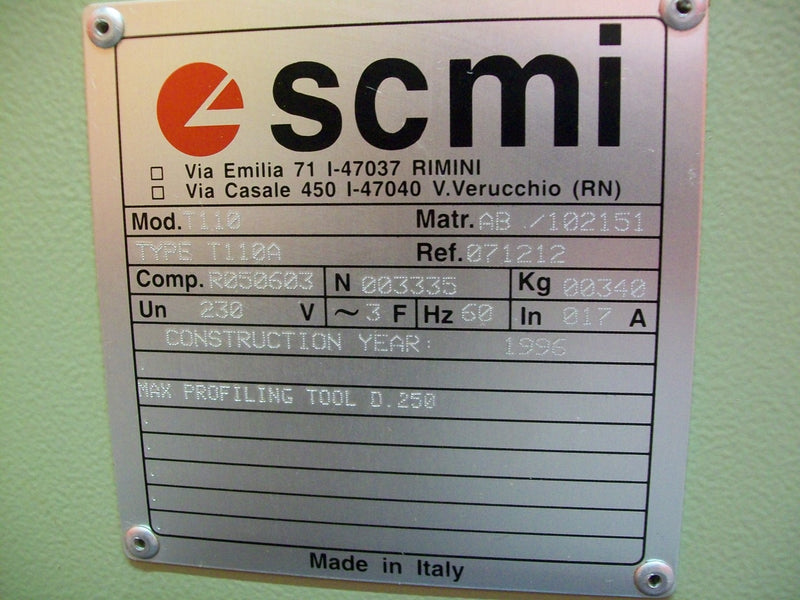 scmi
Via Emilia 71 I-47037 RIMINI
Via Casale 450 I-47040 V.Verucchio (RN)
Mod. T110 Matr. AB /102151
TYPE T110A Ref. 071212
Comp. R050603 N 003335 Kg 00340
Un 230 V ~ 3 F Hz 60 In 017 A
CONSTRUCTION YEAR: 1996
MAX PROFILING TOOL D.250
Made in Italy